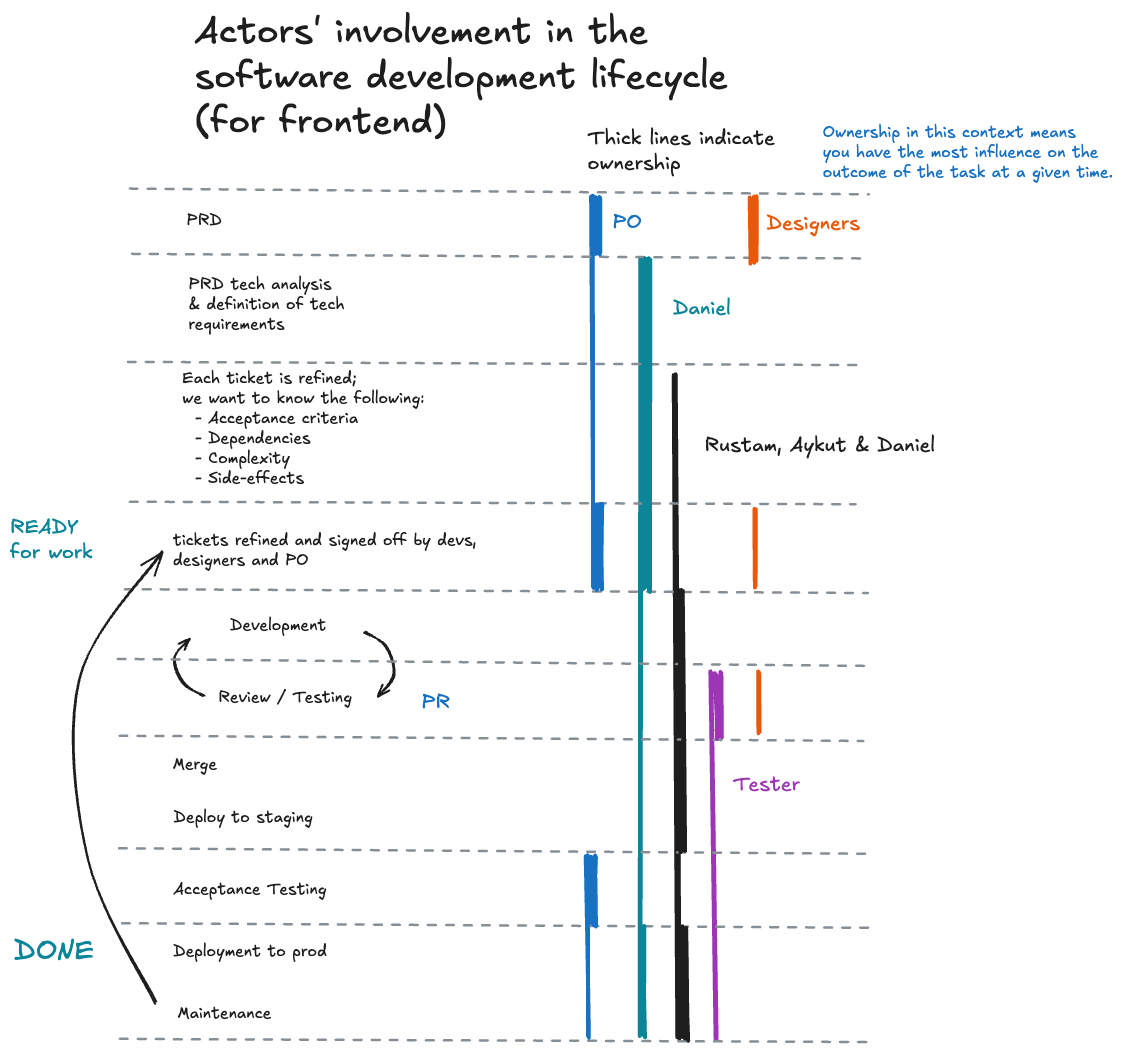 Actors' involvement in the
software development lifecycle
(for frontend)
Thick lines indicate
ownership
Ownership in this context means
you have the most influence on the
outcome of the task at a given time.
PRD
PO
Designers
PRD tech analysis
& definition of tech
requirements
Daniel
Each ticket is refined;
we want to know the following:
- Acceptance criteria
- Dependencies
- Complexity
- Side-effects
Rustam, Aykut & Daniel
READY
for work
tickets refined and signed off by devs,
designers and PO
Development
Review / Testing
PR
Merge
Tester
Deploy to staging
Acceptance Testing
DONE
Deployment to prod
Maintenance